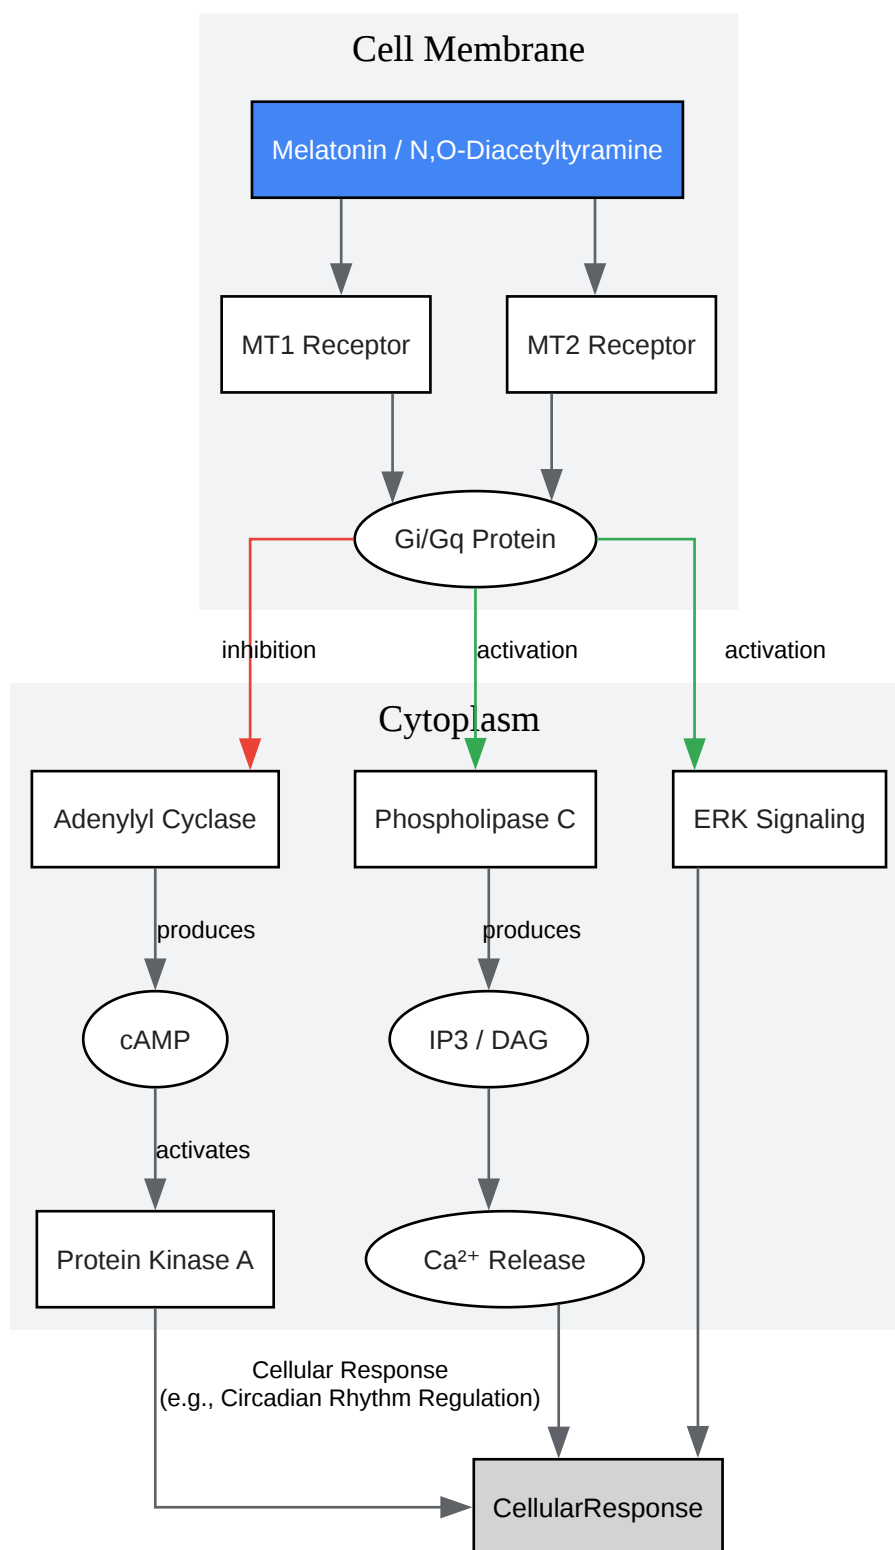 Cell Membrane
Melatonin / N,O-Diacetyltyramine
MT1 Receptor
MT2 Receptor
Gi/Gq Protein
inhibition
activation
activation
Cytoplasm
Adenylyl Cyclase
Phospholipase C
ERK Signaling
produces
produces
cAMP
IP3 / DAG
activates
Protein Kinase A
Ca²⁺ Release
Cellular Response
(e.g., Circadian Rhythm Regulation)
CellularResponse